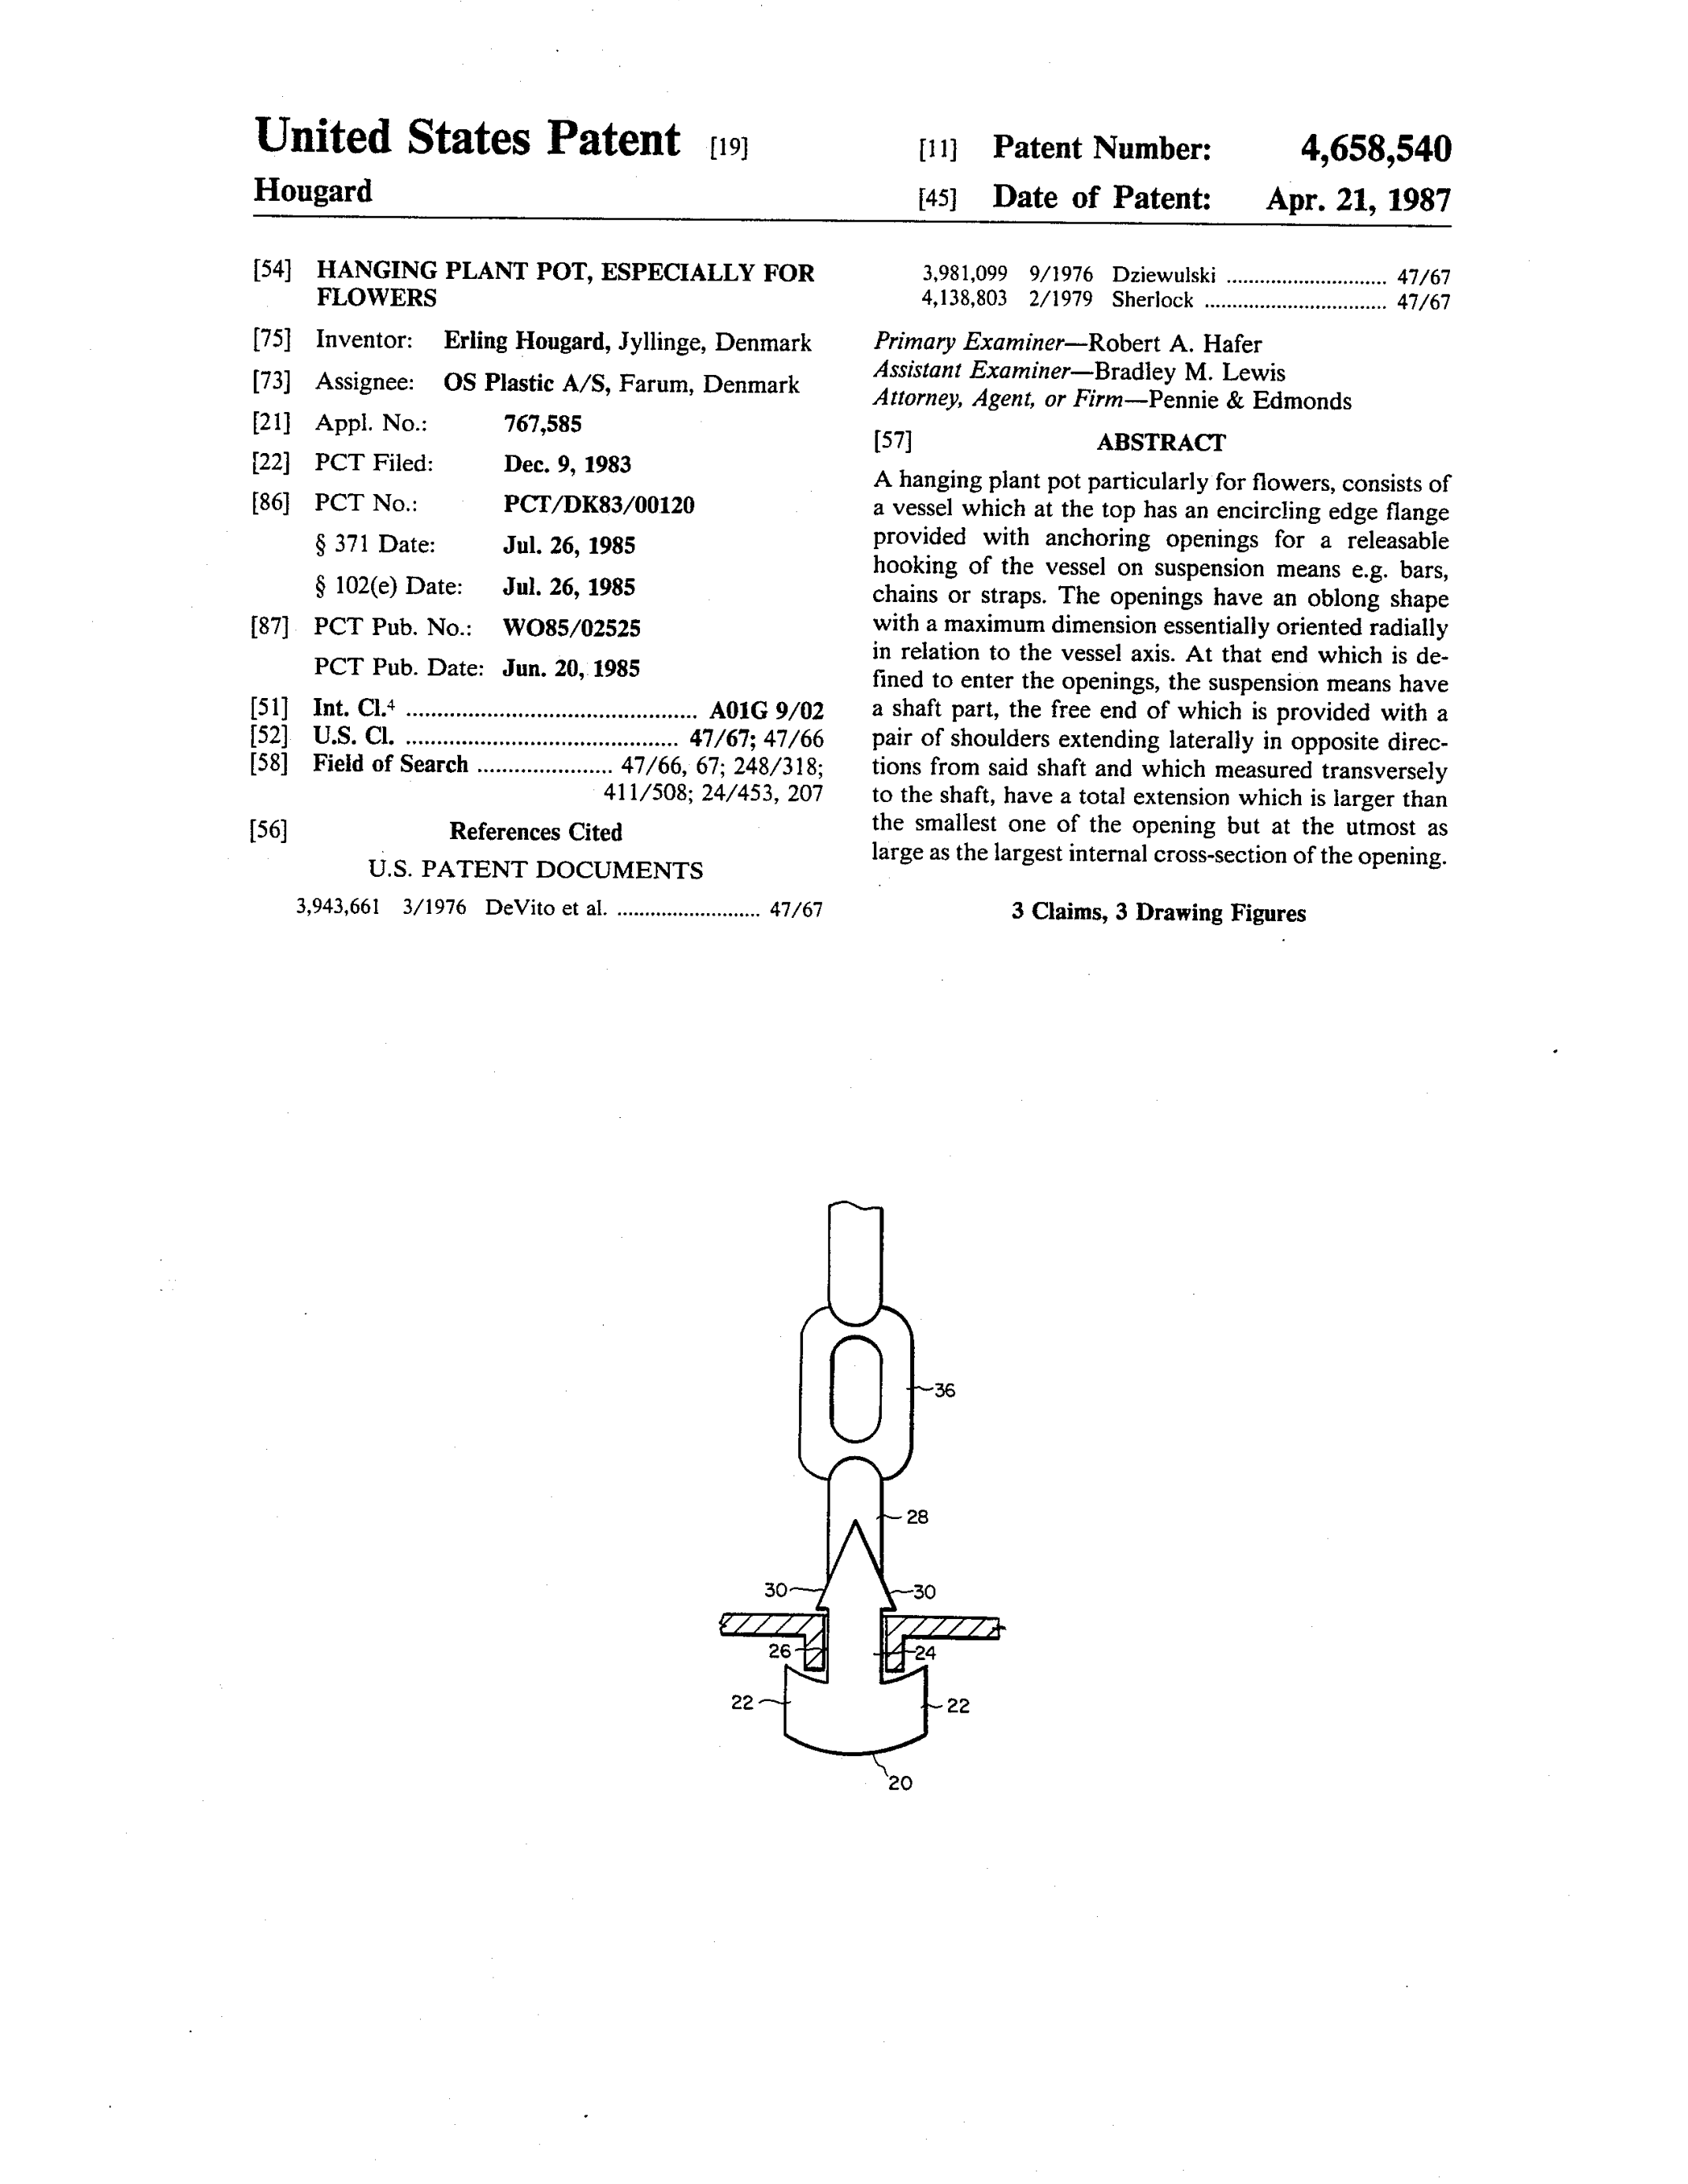 United States Patent [19]
Hougard
[11] Patent Number: 4,658,540
[45] Date of Patent: Apr. 21, 1987
[54] HANGING PLANT POT, ESPECIALLY FOR
FLOWERS
[75] Inventor: Erling Hougard, Jyllinge, Denmark
[73] Assignee: OS Plastic A/S, Farum, Denmark
[21] Appl. No.: 767,585
[22] PCT Filed: Dec. 9, 1983
[86] PCT No.: PCT/DK83/00120
§ 371 Date: Jul. 26, 1985
§ 102(e) Date: Jul. 26, 1985
[87] PCT Pub. No.: WO85/02525
PCT Pub. Date: Jun. 20, 1985
[51] Int. Cl.⁴ ............................................... A01G 9/02
[52] U.S. Cl. ............................................. 47/67; 47/66
[58] Field of Search ...................... 47/66, 67; 248/318;
411/508; 24/453, 207
[56] References Cited
U.S. PATENT DOCUMENTS
3,943,661 3/1976 DeVito et al. ......................... 47/67
3,981,099 9/1976 Dziewulski ............................ 47/67
4,138,803 2/1979 Sherlock ................................ 47/67
Primary Examiner—Robert A. Hafer
Assistant Examiner—Bradley M. Lewis
Attorney, Agent, or Firm—Pennie & Edmonds
[57] ABSTRACT
A hanging plant pot particularly for flowers, consists of
a vessel which at the top has an encircling edge flange
provided with anchoring openings for a releasable
hooking of the vessel on suspension means e.g. bars,
chains or straps. The openings have an oblong shape
with a maximum dimension essentially oriented radially
in relation to the vessel axis. At that end which is de-
fined to enter the openings, the suspension means have
a shaft part, the free end of which is provided with a
pair of shoulders extending laterally in opposite direc-
tions from said shaft and which measured transversely
to the shaft, have a total extension which is larger than
the smallest one of the opening but at the utmost as
large as the largest internal cross-section of the opening.
3 Claims, 3 Drawing Figures
36
28
30 30
26 24
22 22
20